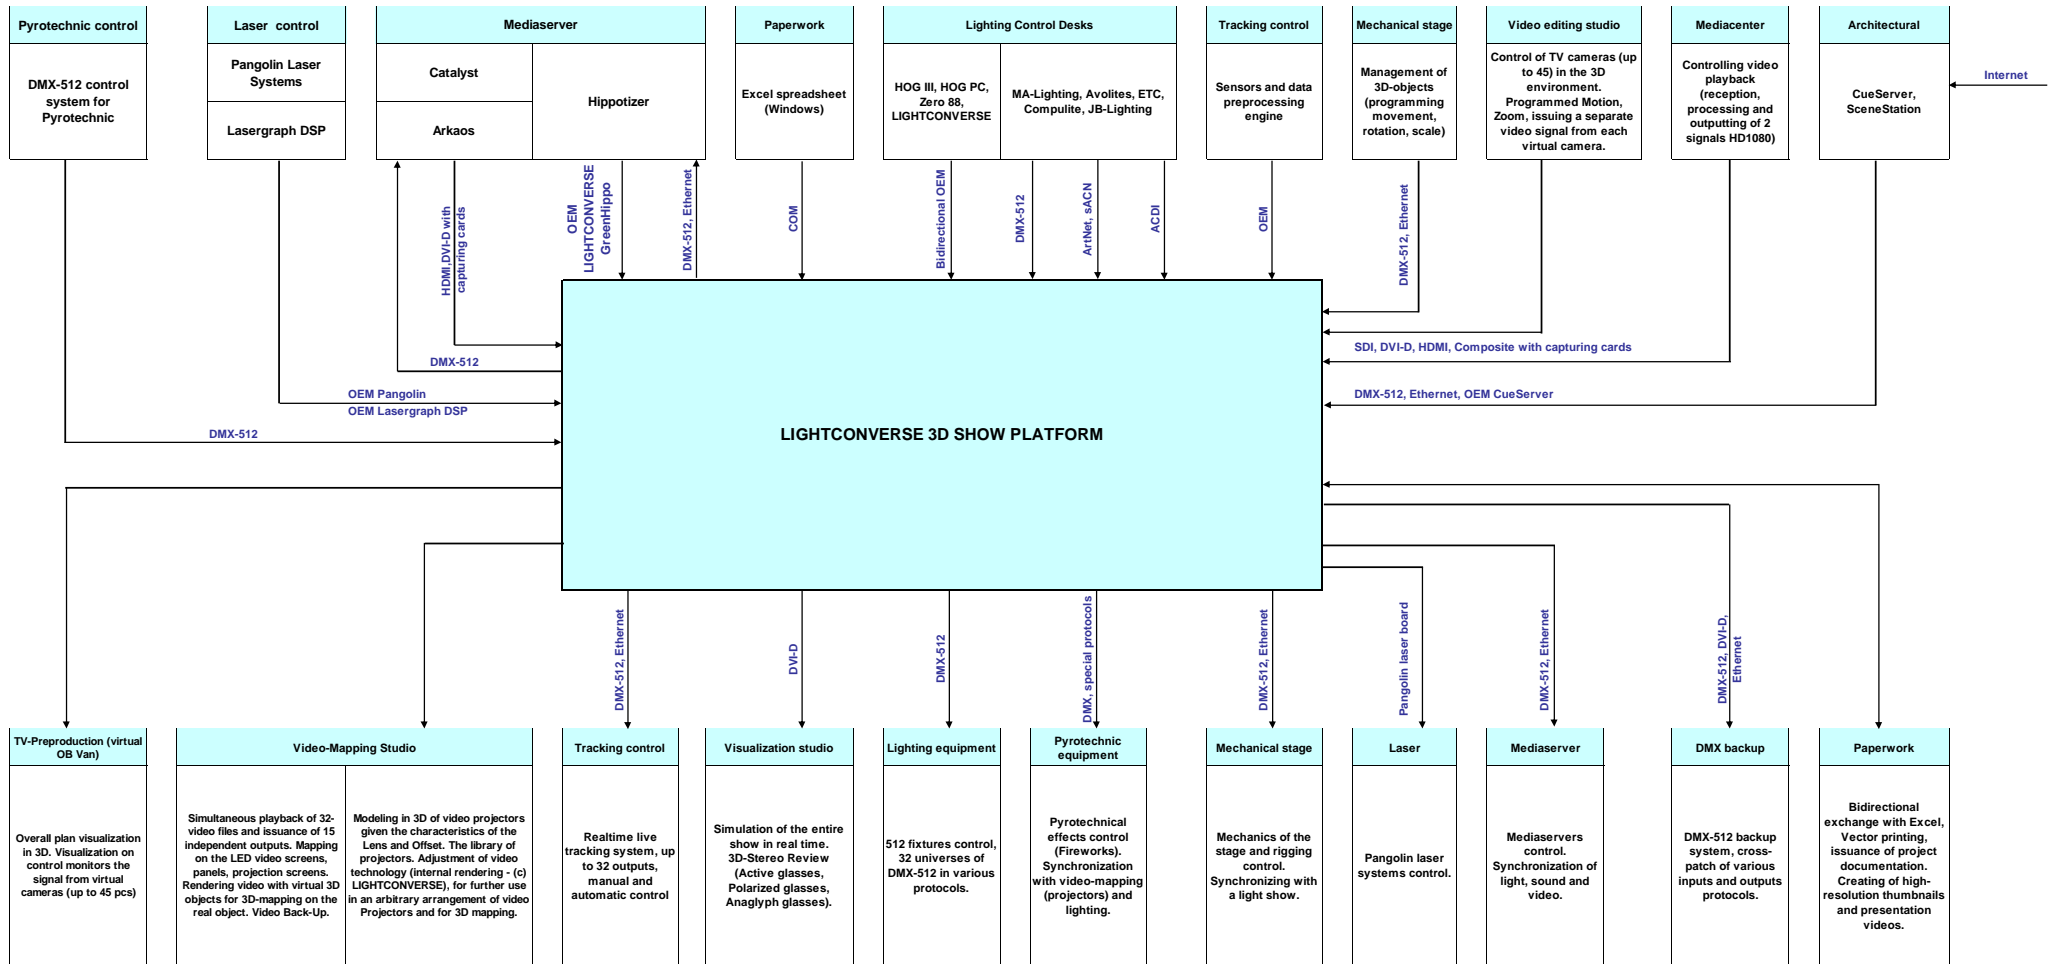 Pyrotechnic control
DMX-512 control
system for
Pyrotechnic
Laser control
Pangolin Laser
Systems
Lasergraph DSP
Mediaserver
Catalyst
Arkaos
Hippotizer
Paperwork
Excel spreadsheet
(Windows)
Lighting Control Desks
HOG III, HOG PC,
Zero 88,
LIGHTCONVERSE
MA-Lighting, Avolites, ETC,
Compulite, JB-Lighting
Tracking control
Sensors and data
preprocessing
engine
Mechanical stage
Management of
3D-objects
(programming
movement,
rotation, scale)
Video editing studio
Control of TV cameras (up
to 45) in the 3D
environment.
Programmed Motion,
Zoom, issuing a separate
video signal from each
virtual camera.
Mediacenter
Controlling video
playback
(reception,
processing and
outputting of 2
signals HD1080)
Architectural
CueServer,
SceneStation
Internet
HDMI,DVI-D with
capturing cards
OEM
LIGHTCONVERSE
GreenHippo
DMX-512, Ethernet
COM
Bidirectional OEM
DMX-512
ArtNet, sACN
ACDI
OEM
DMX-512, Ethernet
DMX-512
OEM Pangolin
OEM Lasergraph DSP
DMX-512
SDI, DVI-D, HDMI, Composite with capturing cards
DMX-512, Ethernet, OEM CueServer
LIGHTCONVERSE 3D SHOW PLATFORM
DMX-512, Ethernet
DVI-D
DMX-512
DMX, special protocols
DMX-512, Ethernet
Pangolin laser board
DMX-512, Ethernet
DMX-512, DVI-D,
Ethernet
TV-Preproduction (virtual
OB Van)
Overall plan visualization
in 3D. Visualization on
control monitors the
signal from virtual
cameras (up to 45 pcs)
Video-Mapping Studio
Simultaneous playback of 32-
video files and issuance of 15
independent outputs. Mapping
on the LED video screens,
panels, projection screens.
Rendering video with virtual 3D
objects for 3D-mapping on the
real object. Video Back-Up.
Modeling in 3D of video projectors
given the characteristics of the
Lens and Offset. The library of
projectors. Adjustment of video
technology (internal rendering - (c)
LIGHTCONVERSE), for further use
in an arbitrary arrangement of video
Projectors and for 3D mapping.
Tracking control
Realtime live
tracking system, up
to 32 outputs,
manual and
automatic control
Visualization studio
Simulation of the entire
show in real time.
3D-Stereo Review
(Active glasses,
Polarized glasses,
Anaglyph glasses).
Lighting equipment
512 fixtures control,
32 universes of
DMX-512 in various
protocols.
Pyrotechnic
equipment
Pyrotechnical
effects control
(Fireworks).
Synchronization
with video-mapping
(projectors) and
lighting.
Mechanical stage
Mechanics of the
stage and rigging
control.
Synchronizing with
a light show.
Laser
Pangolin laser
systems control.
Mediaserver
Mediaservers
control.
Synchronization of
light, sound and
video.
DMX backup
DMX-512 backup
system, cross-
patch of various
inputs and outputs
protocols.
Paperwork
Bidirectional
exchange with Excel,
Vector printing,
issuance of project
documentation.
Creating of high-
resolution thumbnails
and presentation
videos.